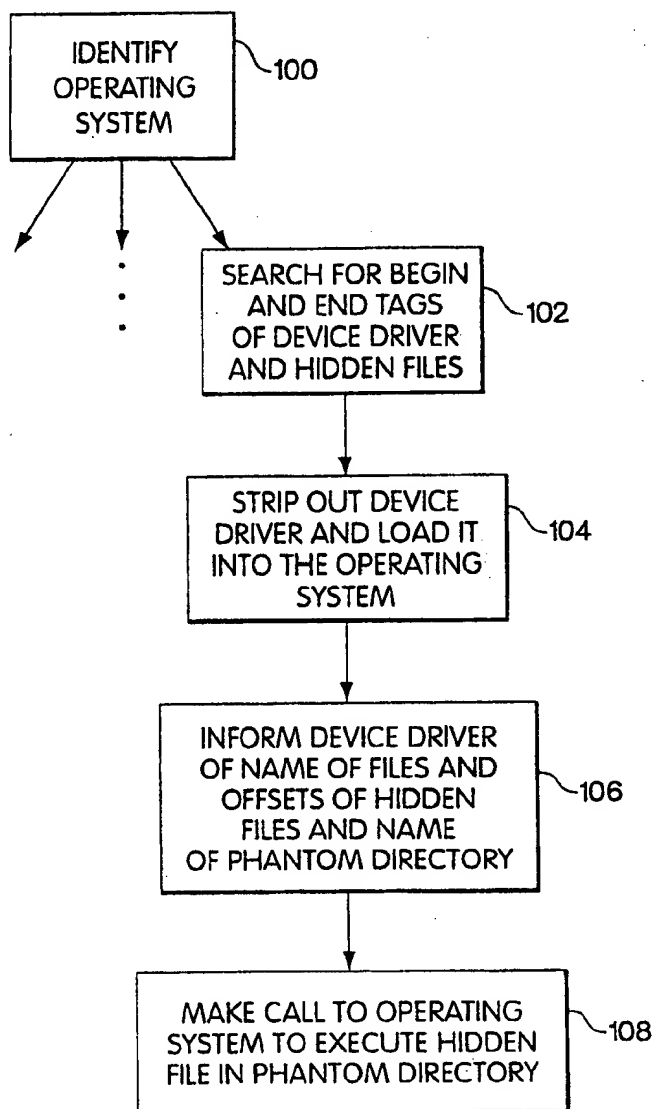 IDENTIFY
OPERATING
SYSTEM
100
SEARCH FOR BEGIN
AND END TAGS
OF DEVICE DRIVER
AND HIDDEN FILES
102
STRIP OUT DEVICE
DRIVER AND LOAD IT
INTO THE OPERATING
SYSTEM
104
INFORM DEVICE DRIVER
OF NAME OF FILES AND
OFFSETS OF HIDDEN
FILES AND NAME
OF PHANTOM DIRECTORY
106
MAKE CALL TO OPERATING
SYSTEM TO EXECUTE HIDDEN
FILE IN PHANTOM DIRECTORY
108